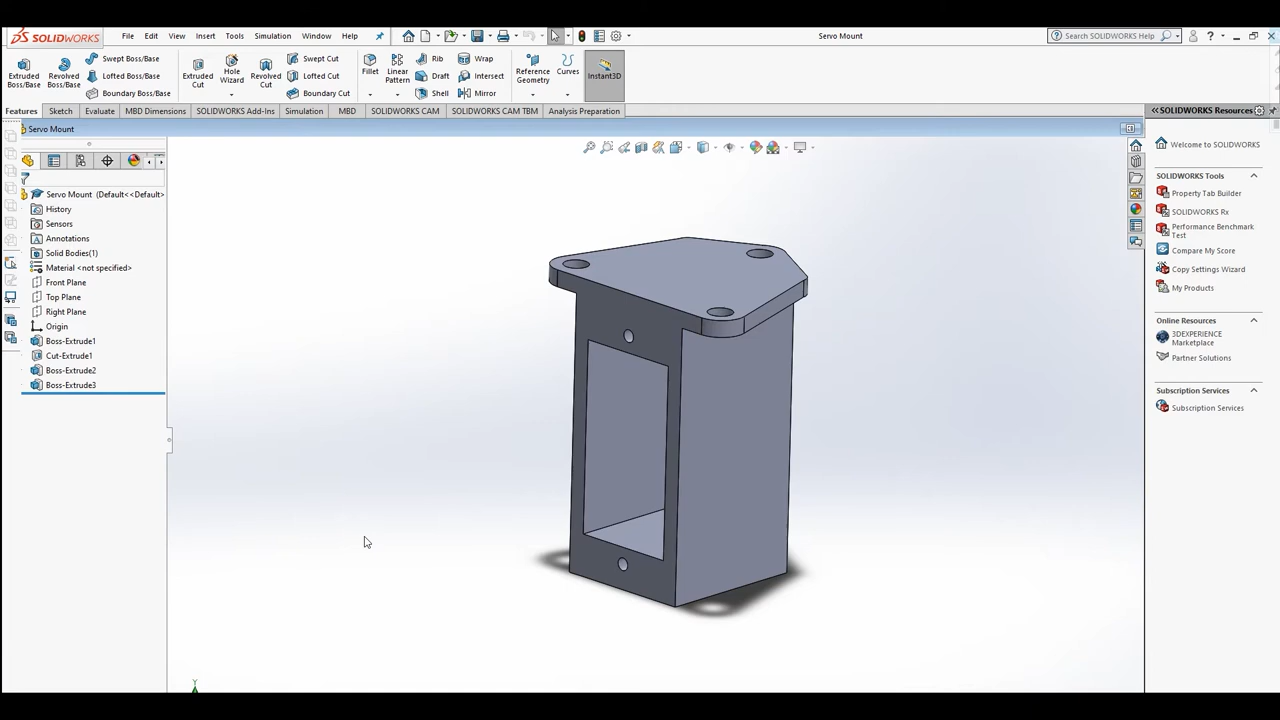 SOLIDWORKS File Edit View Insert Tools Simulation Window Help Servo Mount Search SOLIDWORKS Help ?
Extruded Boss/Base
Revolved Boss/Base
Swept Boss/Base
Lofted Boss/Base
Boundary Boss/Base
Extruded Cut
Hole Wizard
Revolved Cut
Swept Cut
Lofted Cut
Boundary Cut
Fillet
Linear Pattern
Rib
Draft
Shell
Wrap
Intersect
Mirror
Reference Geometry
Curves
Instant3D
Features Sketch Evaluate MBD Dimensions SOLIDWORKS Add-Ins Simulation MBD SOLIDWORKS CAM SOLIDWORKS CAM TBM Analysis Preparation
Servo Mount
Servo Mount (Default<<Default>
History
Sensors
Annotations
Solid Bodies(1)
Material <not specified>
Front Plane
Top Plane
Right Plane
Origin
Boss-Extrude1
Cut-Extrude1
Boss-Extrude2
Boss-Extrude3
Y
SOLIDWORKS Resources
Welcome to SOLIDWORKS
SOLIDWORKS Tools
Property Tab Builder
SOLIDWORKS Rx
Performance Benchmark
Test
Compare My Score
Copy Settings Wizard
My Products
Online Resources
3DEXPERIENCE
Marketplace
Partner Solutions
Subscription Services
Subscription Services